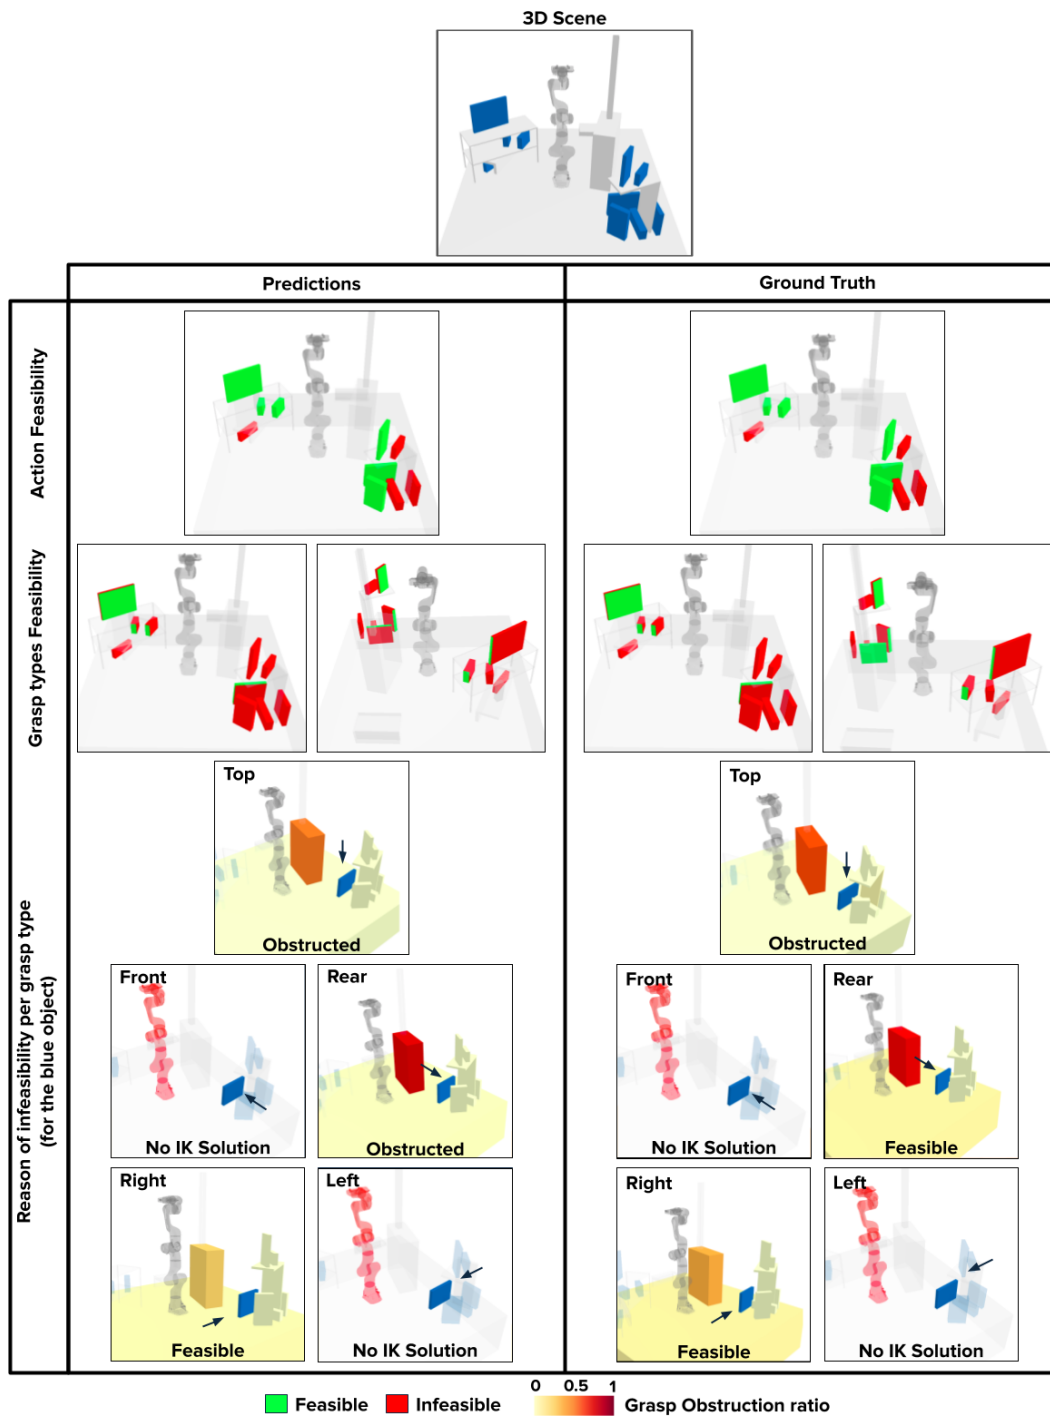 3D Scene
Predictions
Ground Truth
Action Feasibility
Grasp types Feasibility
Top
Obstructed
Top
Obstructed
Reason of infeasibility per grasp type
(for the blue object)
Front
No IK Solution
Rear
Obstructed
Front
No IK Solution
Rear
Feasible
Right
Feasible
Left
No IK Solution
Right
Feasible
Left
No IK Solution
Feasible
Infeasible
0 0.5 1
Grasp Obstruction ratio